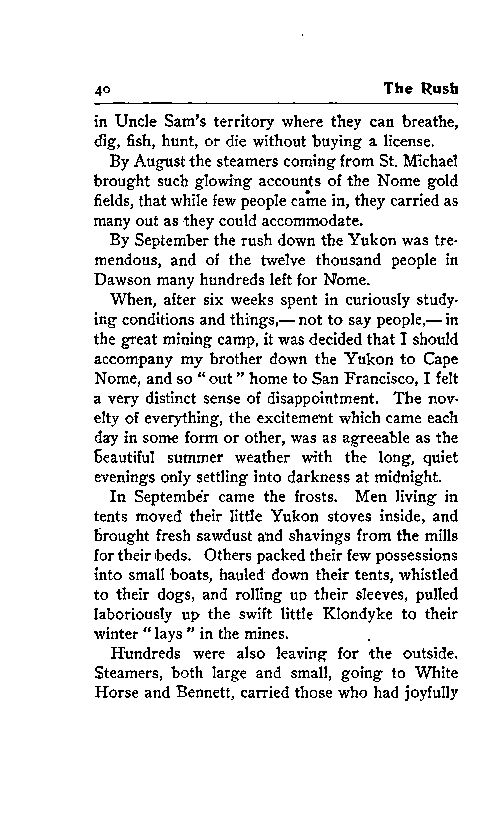 40 The Rush
in Uncle Sam's territory where they can breathe,
dig, fish, hunt, or die without buying a license.
By August the steamers coming from St. Michael
brought such glowing accounts of the Nome gold
fields, that while few people came in, they carried as
many out as they could accommodate.
By September the rush down the Yukon was tre-
mendous, and of the twelve thousand people in
Dawson many hundreds left for Nome.
When, after six weeks spent in curiously study-
ing conditions and things,— not to say people,— in
the great mining camp, it was decided that I should
accompany my brother down the Yukon to Cape
Nome, and so “ out ” home to San Francisco, I felt
a very distinct sense of disappointment. The nov-
elty of everything, the excitement which came each
day in some form or other, was as agreeable as the
beautiful summer weather with the long, quiet
evenings only settling into darkness at midnight.
In September came the frosts. Men living in
tents moved their little Yukon stoves inside, and
brought fresh sawdust and shavings from the mills
for their beds. Others packed their few possessions
into small boats, hauled down their tents, whistled
to their dogs, and rolling up their sleeves, pulled
laboriously up the swift little Klondyke to their
winter “ lays ” in the mines.
Hundreds were also leaving for the outside.
Steamers, both large and small, going to White
Horse and Bennett, carried those who had joyfully